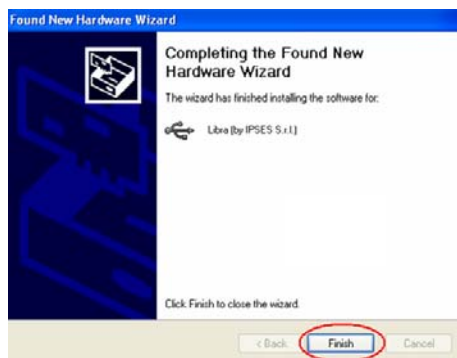 Found New Hardware Wizard
Completing the Found New
Hardware Wizard
The wizard has finished installing the software for:
Libra [by IPSES S.r.l.]
Click Finish to close the wizard.
< Back
Finish
Cancel